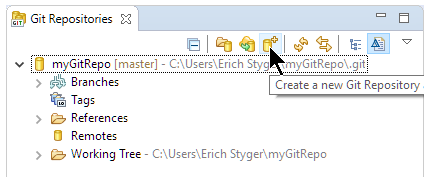 Git Repositories
myGitRepo [master] - C:\Users\Erich Styger\myGitRepo\.git
Create a new Git Repository
Branches
Tags
References
Remotes
Working Tree - C:\Users\Erich Styger\myGitRepo